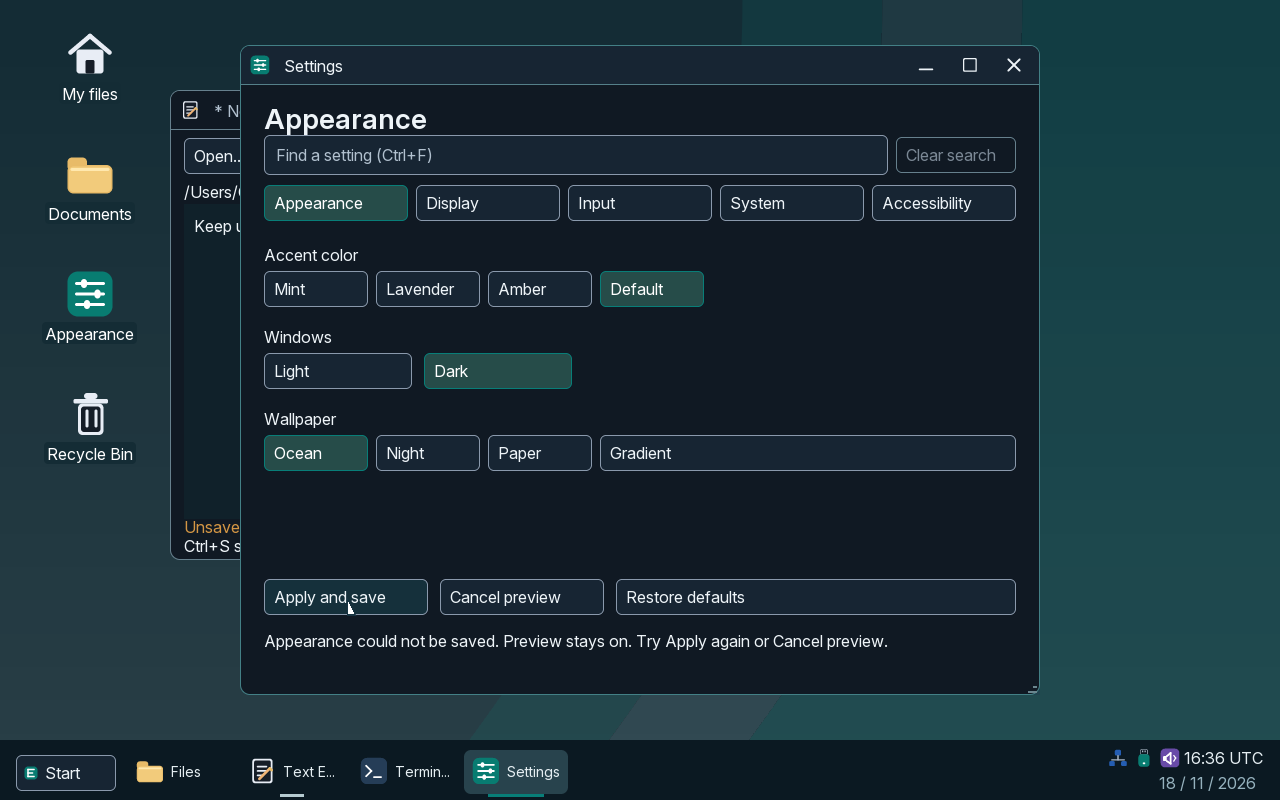 My files
Documents
Appearance
Recycle Bin
* N
Open..
/Users/
Keep u
Unsave
Ctrl+S s
Settings
Appearance
Find a setting (Ctrl+F)
Clear search
Appearance
Display
Input
System
Accessibility
Accent color
Mint
Lavender
Amber
Default
Windows
Light
Dark
Wallpaper
Ocean
Night
Paper
Gradient
Apply and save
Cancel preview
Restore defaults
Appearance could not be saved. Preview stays on. Try Apply again or Cancel preview.
Start
Files
Text E...
Termin...
Settings
16:36 UTC
18 / 11 / 2026